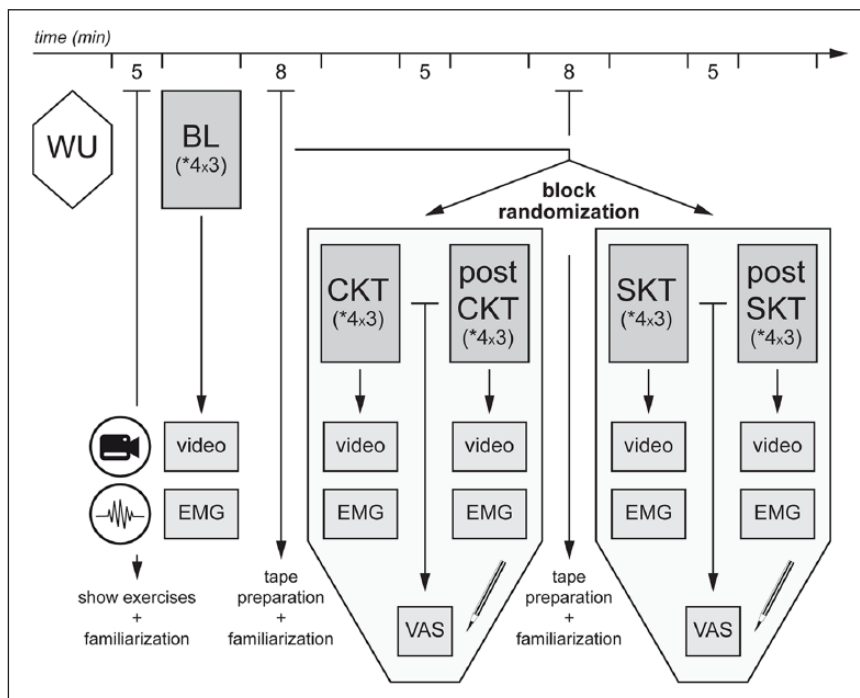 time (min)
5 8 5 8 5
WU
BL
(*4x3)
block
randomization
CKT
(*4x3)
post
CKT
(*4x3)
SKT
(*4x3)
post
SKT
(*4x3)
video
video
video
video
video
EMG
EMG
EMG
EMG
EMG
show exercises
+
familiarization
tape
preparation
+
familiarization
VAS
tape
preparation
+
familiarization
VAS